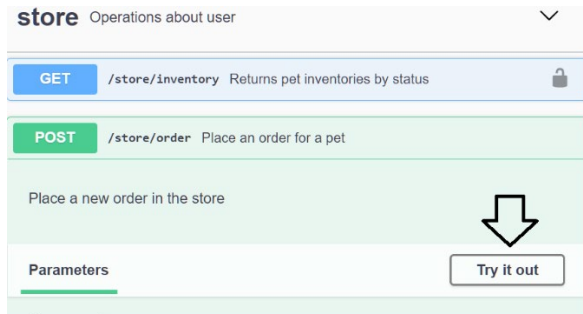 store Operations about user
GET /store/inventory Returns pet inventories by status
POST /store/order Place an order for a pet
Place a new order in the store
Parameters Try it out